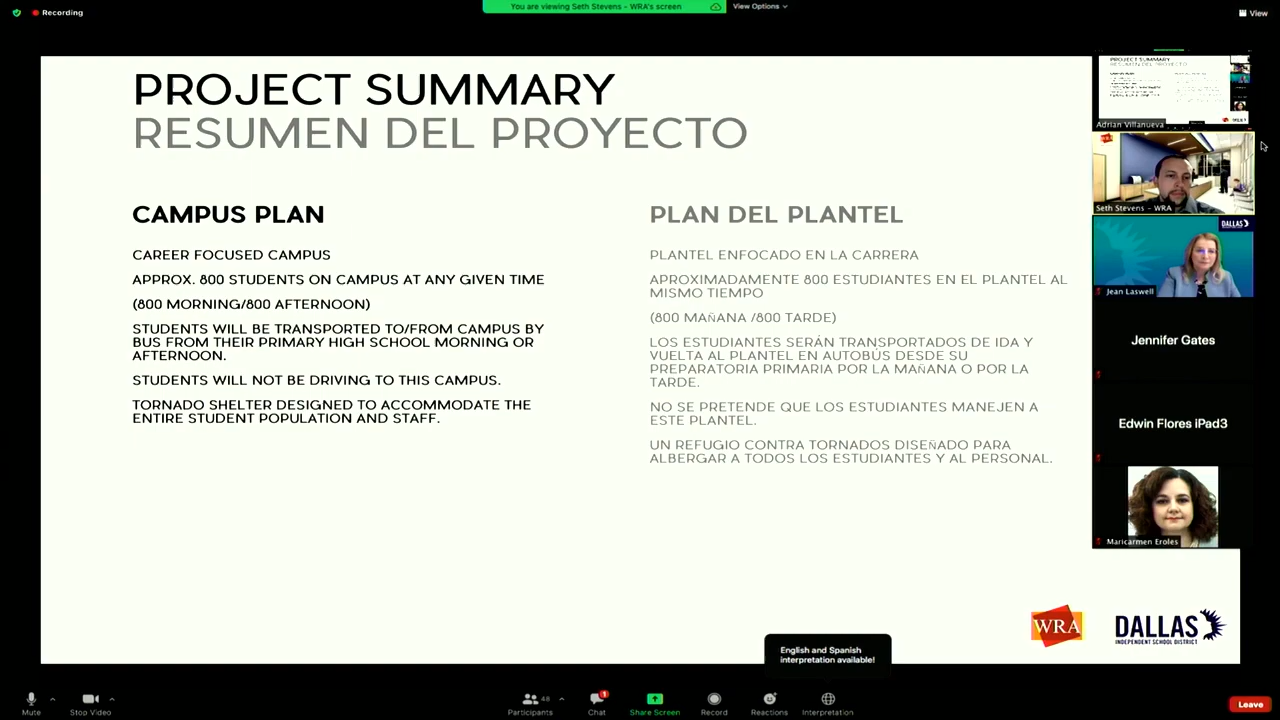 Recording
You are viewing Seth Stevens - WRA's screen
View Options
View
PROJECT SUMMARY
RESUMEN DEL PROYECTO
CAMPUS PLAN
CAREER FOCUSED CAMPUS
APPROX. 800 STUDENTS ON CAMPUS AT ANY GIVEN TIME
(800 MORNING/800 AFTERNOON)
STUDENTS WILL BE TRANSPORTED TO/FROM CAMPUS BY
BUS FROM THEIR PRIMARY HIGH SCHOOL MORNING OR
AFTERNOON.
STUDENTS WILL NOT BE DRIVING TO THIS CAMPUS.
TORNADO SHELTER DESIGNED TO ACCOMMODATE THE
ENTIRE STUDENT POPULATION AND STAFF.
PLAN DEL PLANTEL
PLANTEL ENFOCADO EN LA CARRERA
APROXIMADAMENTE 800 ESTUDIANTES EN EL PLANTEL AL
MISMO TIEMPO
(800 MAÑANA /800 TARDE)
LOS ESTUDIANTES SERÁN TRANSPORTADOS DE IDA Y
VUELTA AL PLANTEL EN AUTOBÚS DESDE SU
PREPARATORIA PRIMARIA POR LA MAÑANA O POR LA
TARDE.
NO SE PRETENDE QUE LOS ESTUDIANTES MANEJEN A
ESTE PLANTEL.
UN REFUGIO CONTRA TORNADOS DISEÑADO PARA
ALBERGAR A TODOS LOS ESTUDIANTES Y AL PERSONAL.
PROJECT SUMMARY
RESUMEN DEL PROYECTO
Adrian Villanueva
Seth Stevens - WRA
DALLAS
Jean Laswell
Jennifer Gates
Edwin Flores iPad3
Maricarmen Eroles
WRA
DALLAS
INDEPENDENT SCHOOL DISTRICT
English and Spanish
interpretation available!
Mute
Stop Video
Participants
48
Chat
1
Share Screen
Record
Reactions
Interpretation
Leave